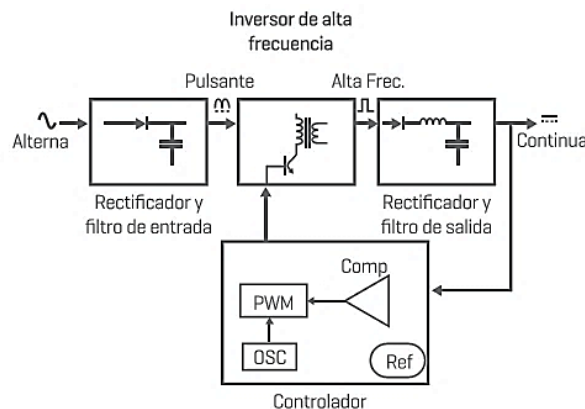 Inversor de alta
frecuencia
Pulsante
Alta Frec.
Alterna
Continua
Rectificador y
filtro de entrada
Rectificador y
filtro de salida
Comp
PWM
OSC
Ref
Controlador